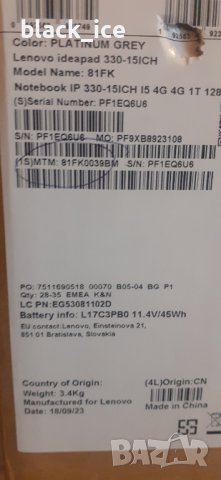 black_ink
Color: PLATINUM GREY
Lenovo ideapad 330-15ICH
Model Name: 81FK
Notebook IP 330-15ICH I5 4G 4G 1T 128
(S)Serial Number: PF1EQ6U6
S/N: PF1EQ6U6 MO: PF9XB8923108
(1S)MTM: 81FK0039BM S/N: PF1EQ6U6
PO: 7511690518 00070 B05-04 BG P1
Qty: 28-35 EMEA K&N
LC PN:EG53081102D
Battery info: L17C3PB0 11.4V/45Wh
EU contact:Lenovo, Einsteinova 21,
851 01 Bratislava, Slovakia
Country of Origin: (4L)Origin:CN
Weight: 3.4Kg
Manufactured for Lenovo Made in China
Date: 18/09/23
BAZAR